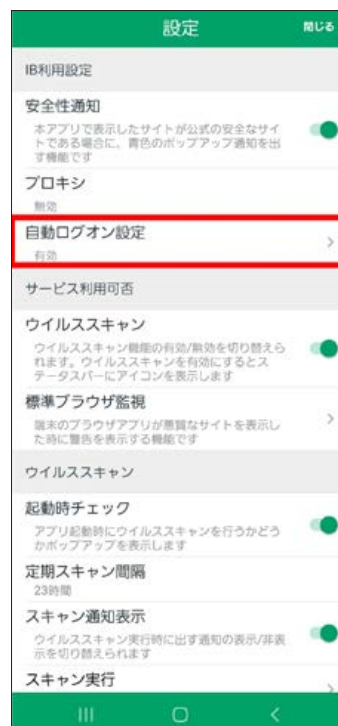 設定
閉じる
IB利用設定
安全性通知
本アプリで表示したサイトが公式の安全なサイ
トである場合に、青色のポップアップ通知を出
す機能です
プロキシ
無効
自動ログオン設定
有効
サービス利用可否
ウイルススキャン
ウイルススキャン機能の有効/無効を切り替えら
れます。ウイルススキャンを有効にするとス
テータスバーにアイコンを表示します
標準ブラウザ監視
端末のブラウザアプリが悪質なサイトを表示し
た時に警告を表示する機能です
ウイルススキャン
起動時チェック
アプリ起動時にウイルススキャンを行うかどう
かポップアップを表示します
定期スキャン間隔
23時間
スキャン通知表示
ウイルススキャン実行時に出す通知の表示/非表
示を切り替えられます
スキャン実行